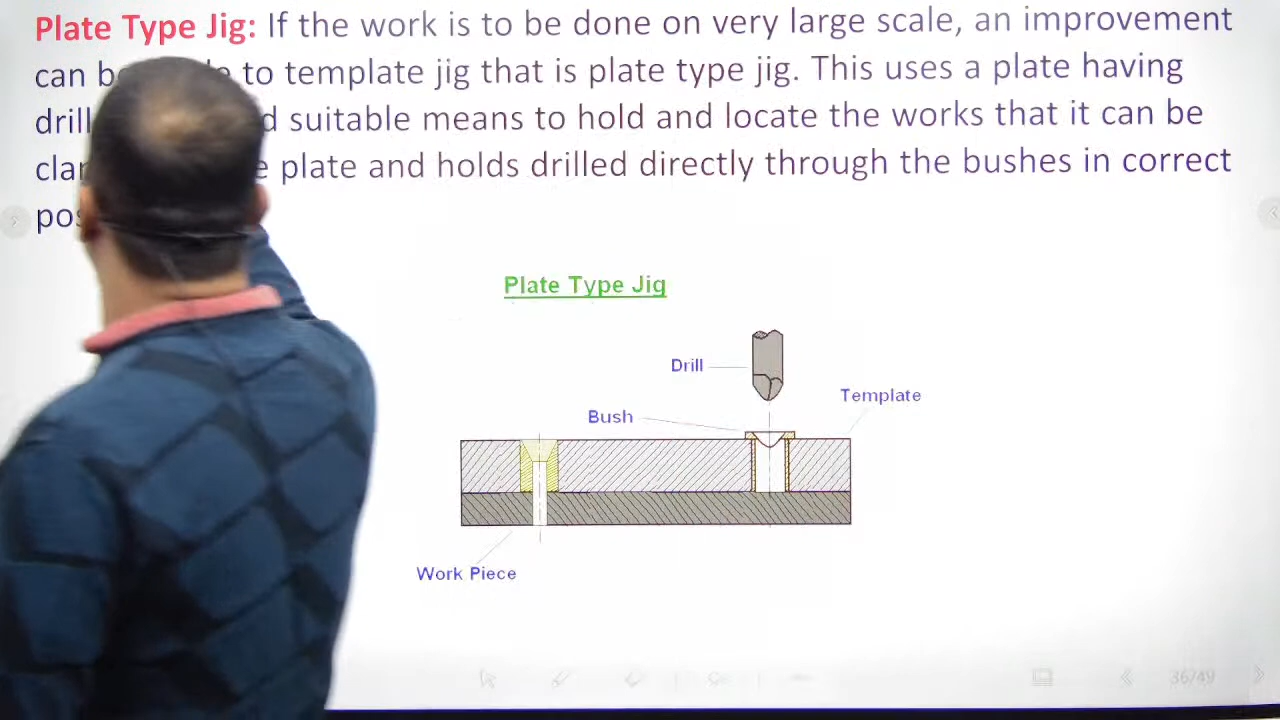 Plate Type Jig: If the work is to be done on very large scale, an improvement
can to template jig that is plate type jig. This uses a plate having
drill suitable means to hold and locate the works that it can be
plate and holds drilled directly through the bushes in correct
Plate Type Jig
Drill
Template
Bush
Work Piece
36/49